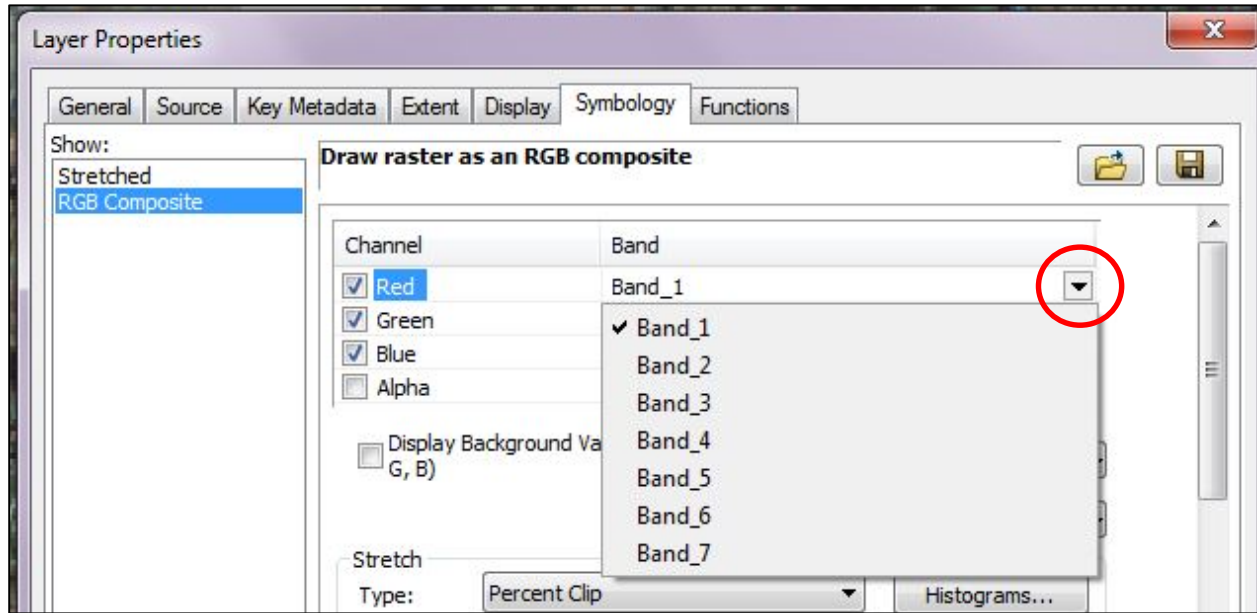 Layer Properties
x
General Source Key Metadata Extent Display Symbology Functions
Show:
Stretched
RGB Composite
Draw raster as an RGB composite
Channel Band
Red Band_1
Green
Blue
Alpha
Band_1
Band_2
Band_3
Band_4
Band_5
Band_6
Band_7
Display Background Va
G, B)
Stretch
Type: Percent Clip Histograms...